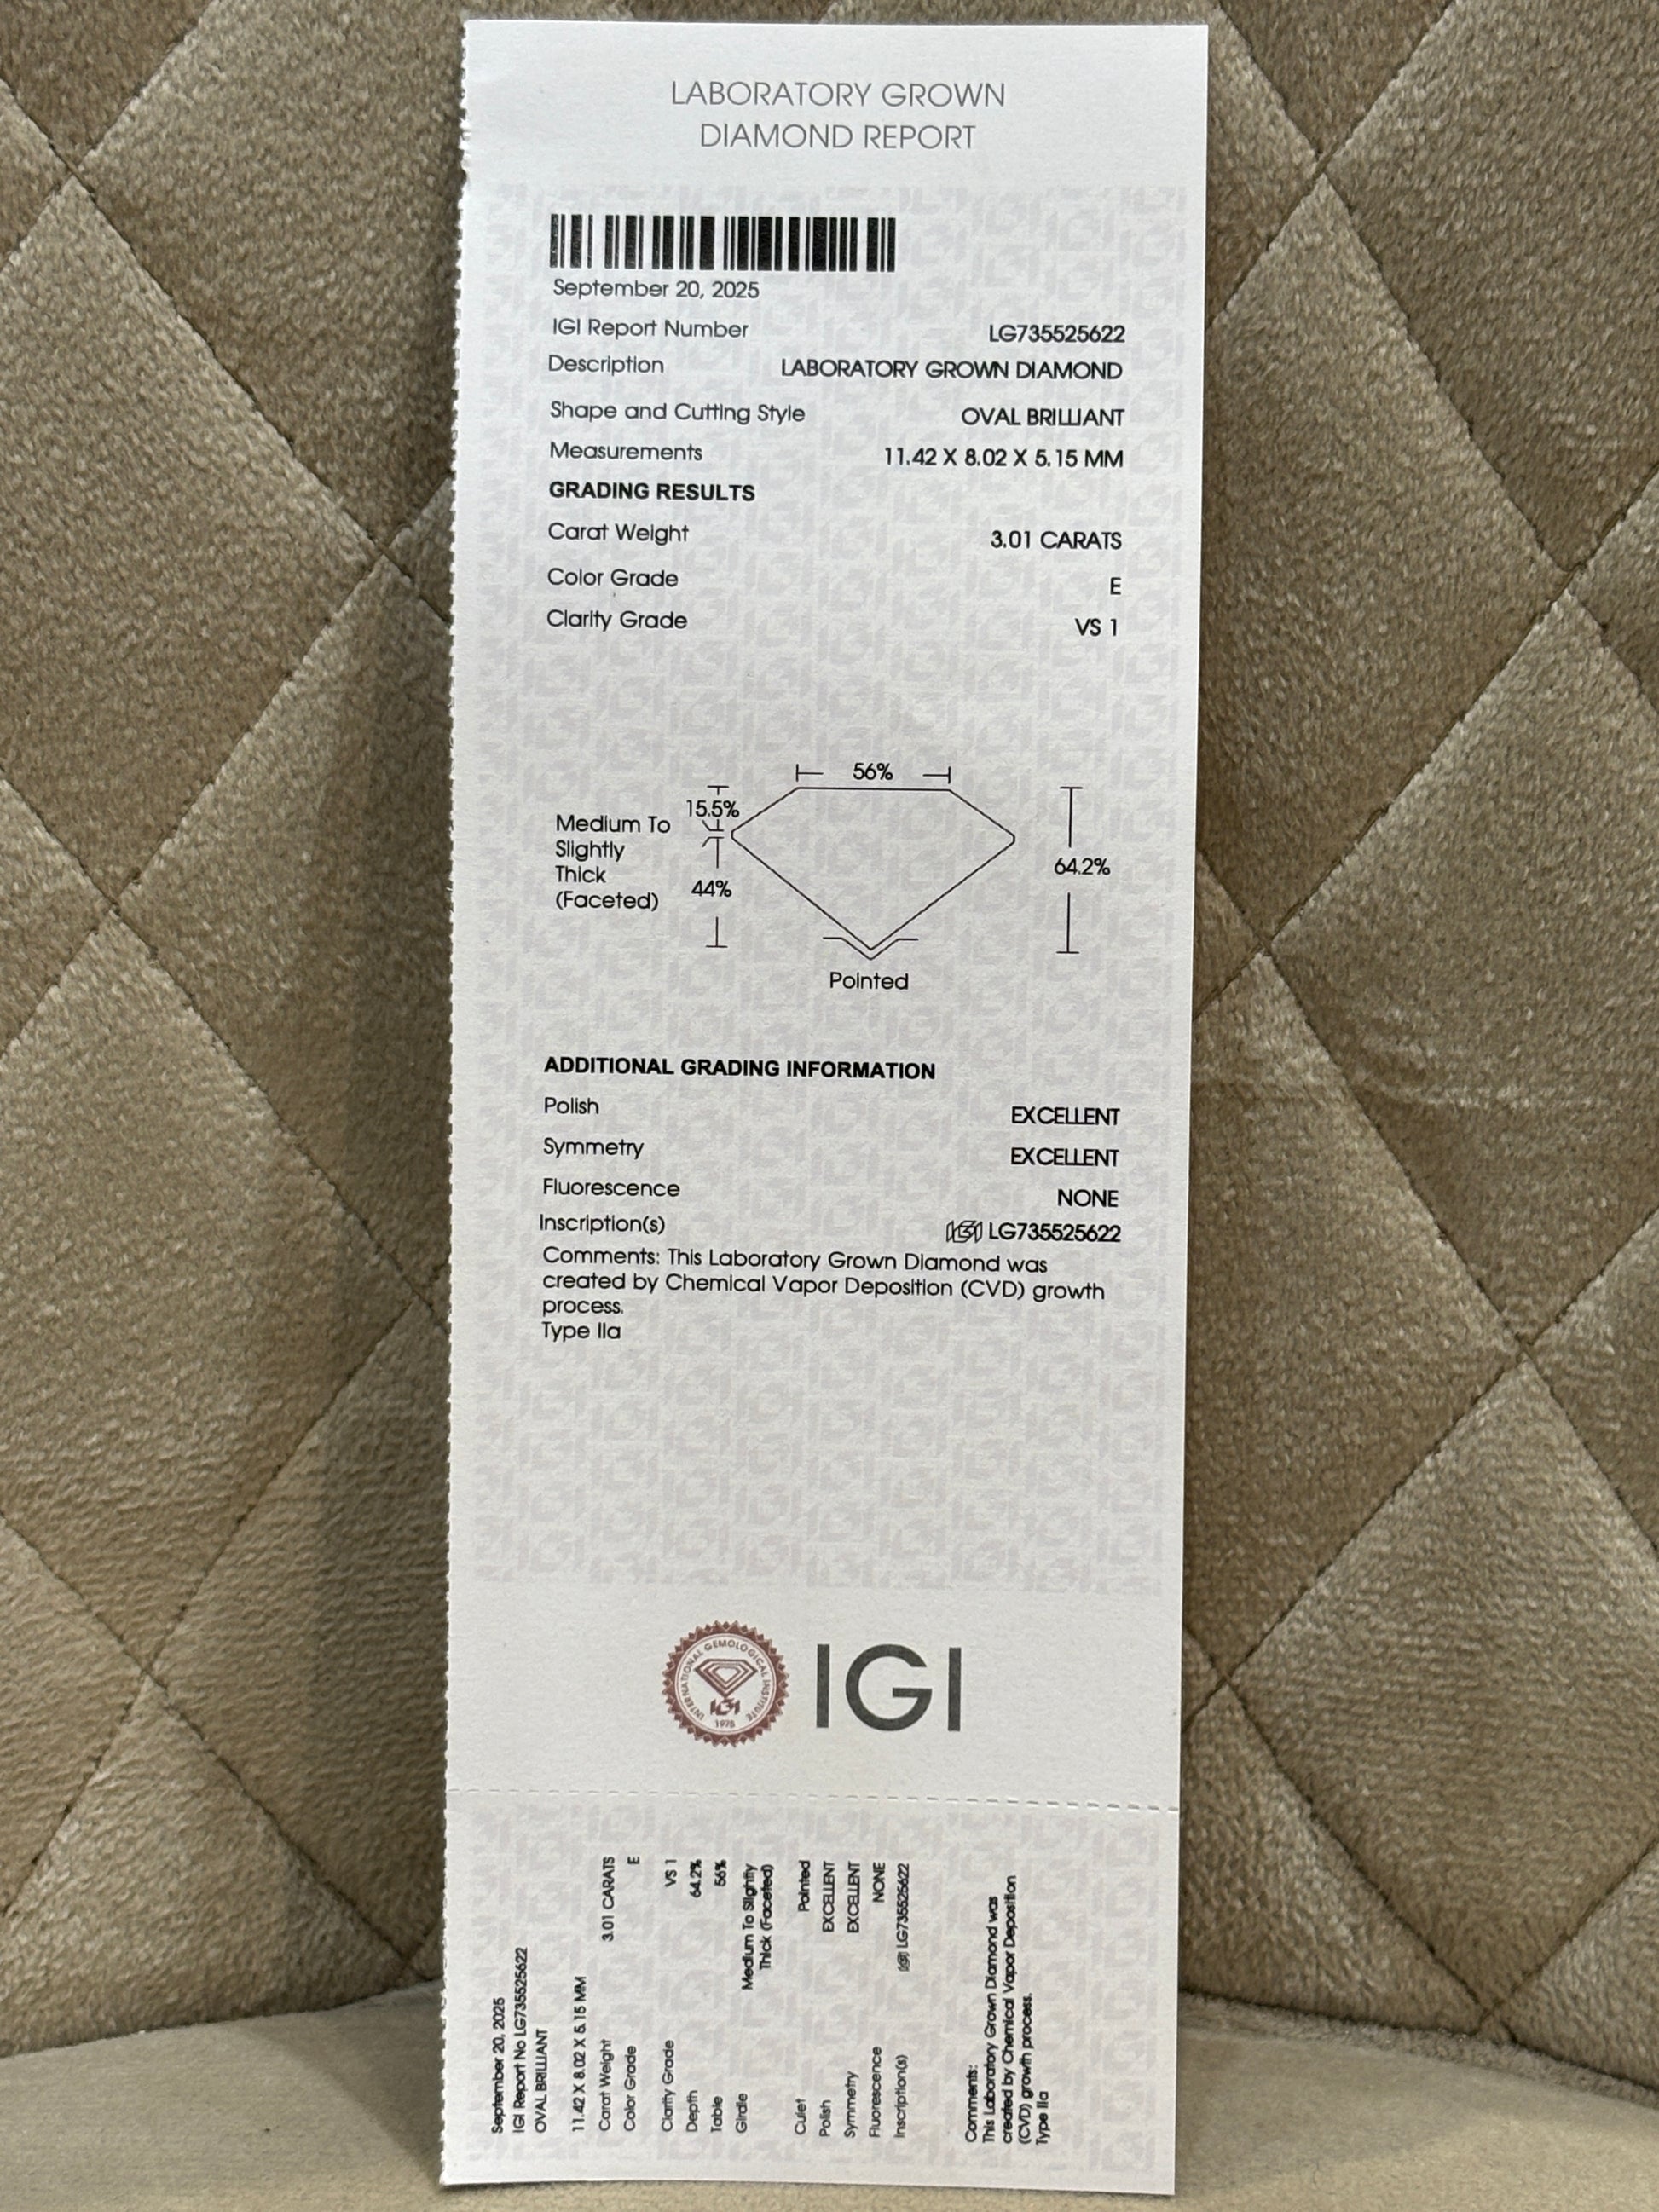 LABORATORY GROWN
DIAMOND REPORT
September 20, 2025
IGI Report Number LG735525622
Description LABORATORY GROWN DIAMOND
Shape and Cutting Style OVAL BRILLIANT
Measurements 11.42 X 8.02 X 5.15 MM
GRADING RESULTS
Carat Weight 3.01 CARATS
Color Grade E
Clarity Grade VS 1
56%
15.5%
Medium To
Slightly
Thick
(Faceted)
44%
64.2%
Pointed
ADDITIONAL GRADING INFORMATION
Polish EXCELLENT
Symmetry EXCELLENT
Fluorescence NONE
Inscription(s) IGI LG735525622
Comments: This Laboratory Grown Diamond was
created by Chemical Vapor Deposition (CVD) growth
process.
Type IIa
INTERNATIONAL GEMOLOGICAL INSTITUTE
IGI
1975
IGI
September 20, 2025
IGI Report No LG735525622
OVAL BRILLIANT
11.42 X 8.02 X 5.15 MM
Carat Weight 3.01 CARATS
Color Grade E
Clarity Grade VS 1
Depth 64.2%
Table 56%
Girdle Medium To Slightly
Thick (Faceted)
Culet Pointed
Polish EXCELLENT
Symmetry EXCELLENT
Fluorescence NONE
Inscription(s) IGI LG735525622
Comments:
This Laboratory Grown Diamond was
created by Chemical Vapor Deposition
(CVD) growth process.
Type IIa